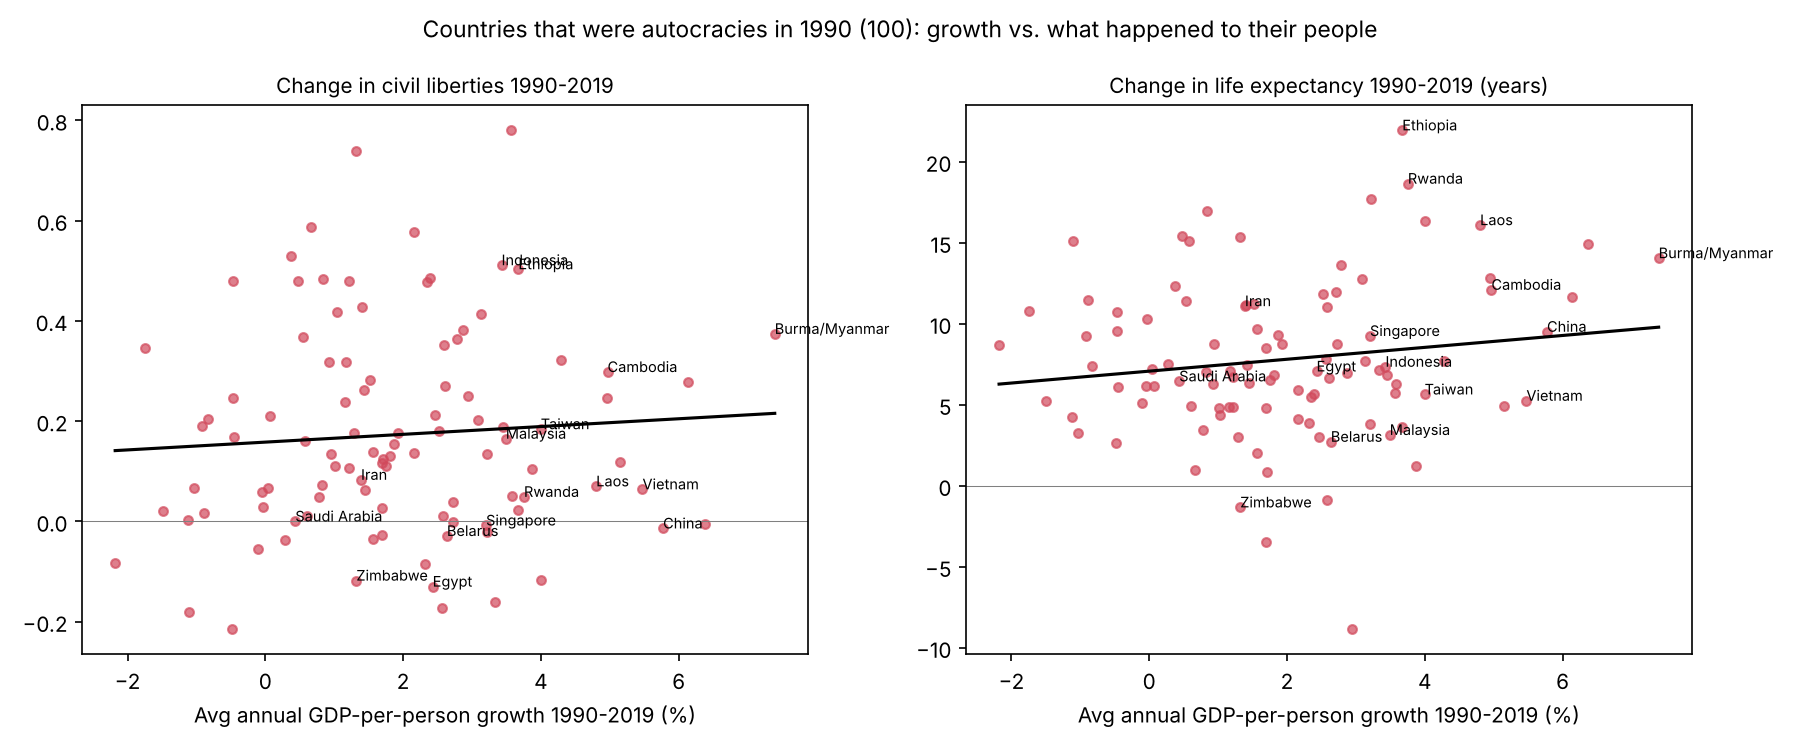 Countries that were autocracies in 1990 (100): growth vs. what happened to their people
Change in civil liberties 1990-2019
0.8
0.6
0.4
0.2
0.0
−0.2
Indonesia
Ethiopia
Burma/Myanmar
Cambodia
Taiwan
Malaysia
Iran
Laos
Vietnam
Rwanda
Saudi Arabia
Singapore
China
Belarus
Zimbabwe
Egypt
−2
0
2
4
6
Avg annual GDP-per-person growth 1990-2019 (%)
Change in life expectancy 1990-2019 (years)
20
15
10
5
0
−5
−10
Ethiopia
Rwanda
Laos
Burma/Myanmar
Cambodia
Iran
Singapore
China
Egypt
Indonesia
Saudi Arabia
Taiwan
Vietnam
Belarus
Malaysia
Zimbabwe
−2
0
2
4
6
Avg annual GDP-per-person growth 1990-2019 (%)